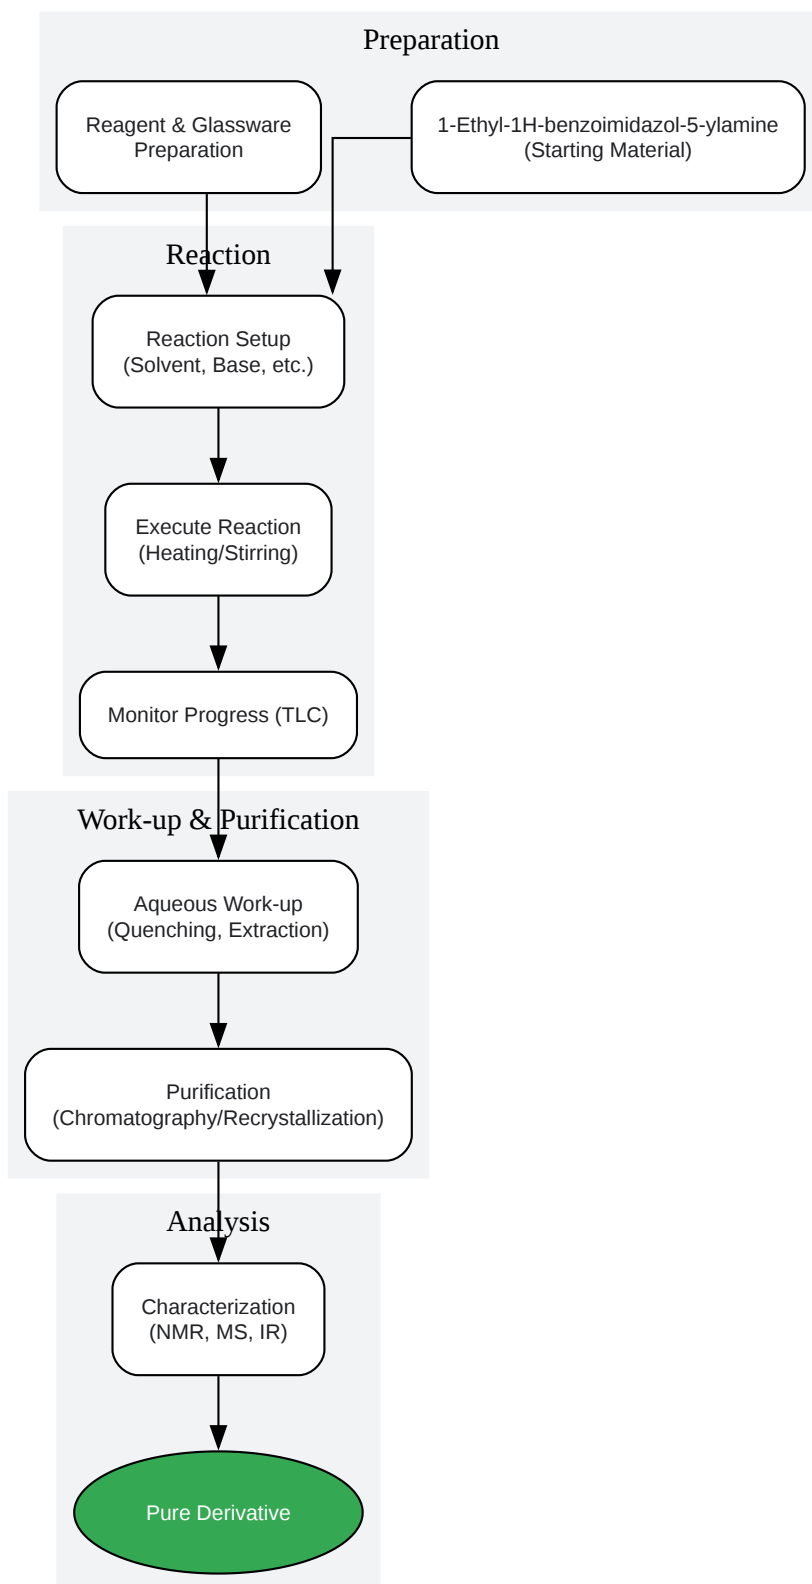 Preparation
Reagent & Glassware
Preparation
1-Ethyl-1H-benzoimidazol-5-ylamine
(Starting Material)
Reaction
Reaction Setup
(Solvent, Base, etc.)
Execute Reaction
(Heating/Stirring)
Monitor Progress (TLC)
Work-up & Purification
Aqueous Work-up
(Quenching, Extraction)
Purification
(Chromatography/Recrystallization)
Analysis
Characterization
(NMR, MS, IR)
Pure Derivative